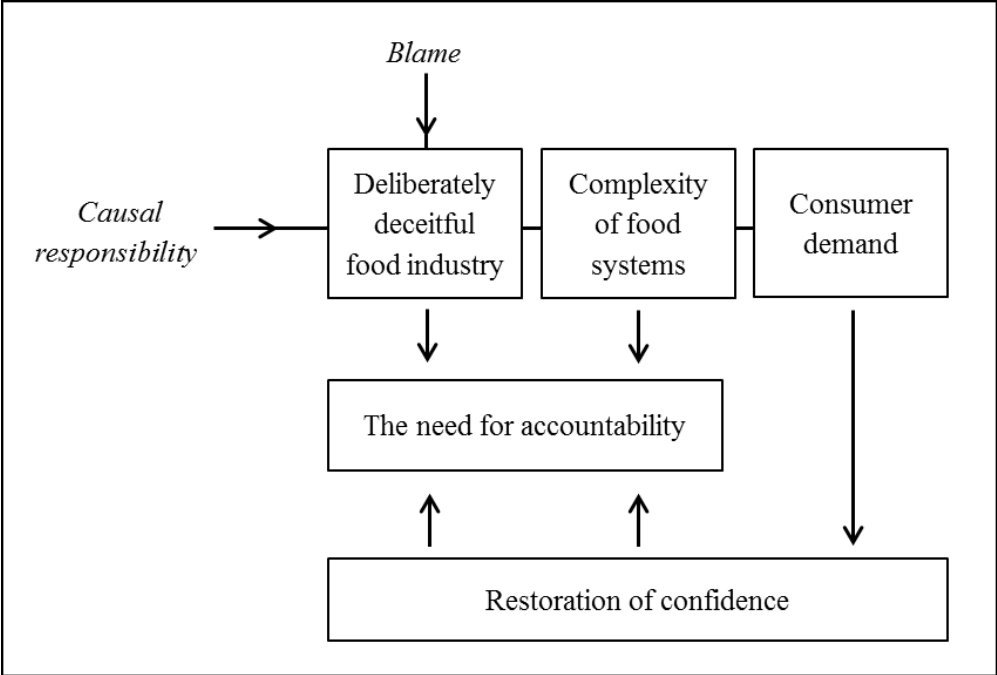 Blame
Causal
responsibility
Deliberately
deceitful
food industry
Complexity
of food
systems
Consumer
demand
The need for accountability
Restoration of confidence